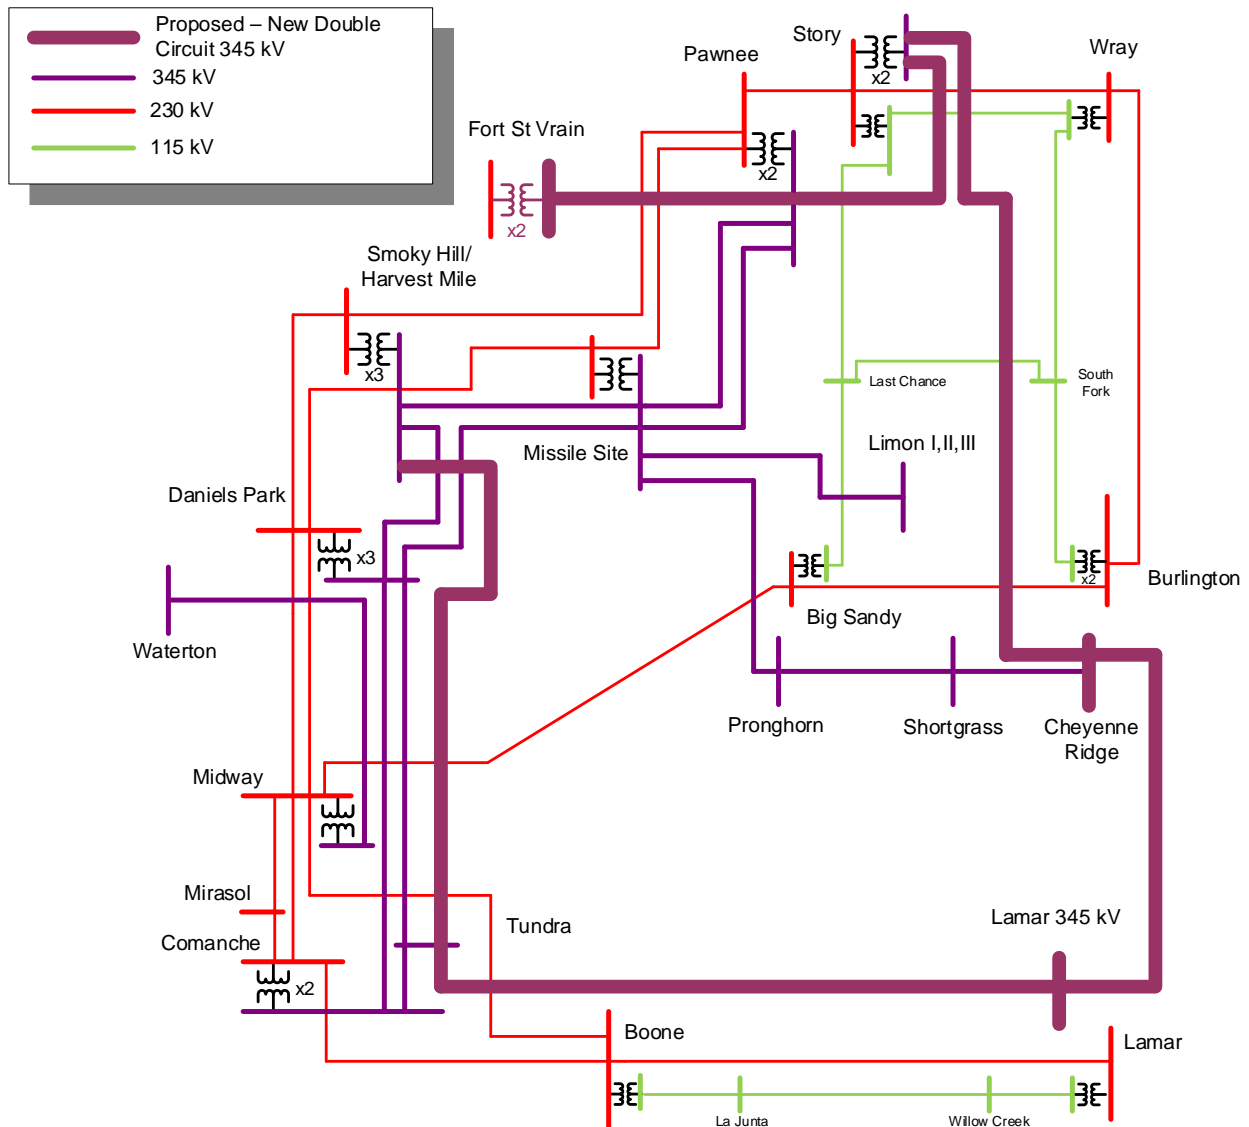 Proposed – New Double
Circuit 345 kV
345 kV
230 kV
115 kV
Story
Wray
Pawnee
x2
Fort St Vrain
x2
x2
Smoky Hill/
Harvest Mile
x3
Last Chance
South
Fork
Missile Site
Limon I,II,III
Daniels Park
x3
x2
Burlington
Big Sandy
Waterton
Pronghorn
Shortgrass
Cheyenne
Ridge
Midway
Mirasol
Tundra
Lamar 345 kV
Comanche
x2
Boone
Lamar
La Junta
Willow Creek